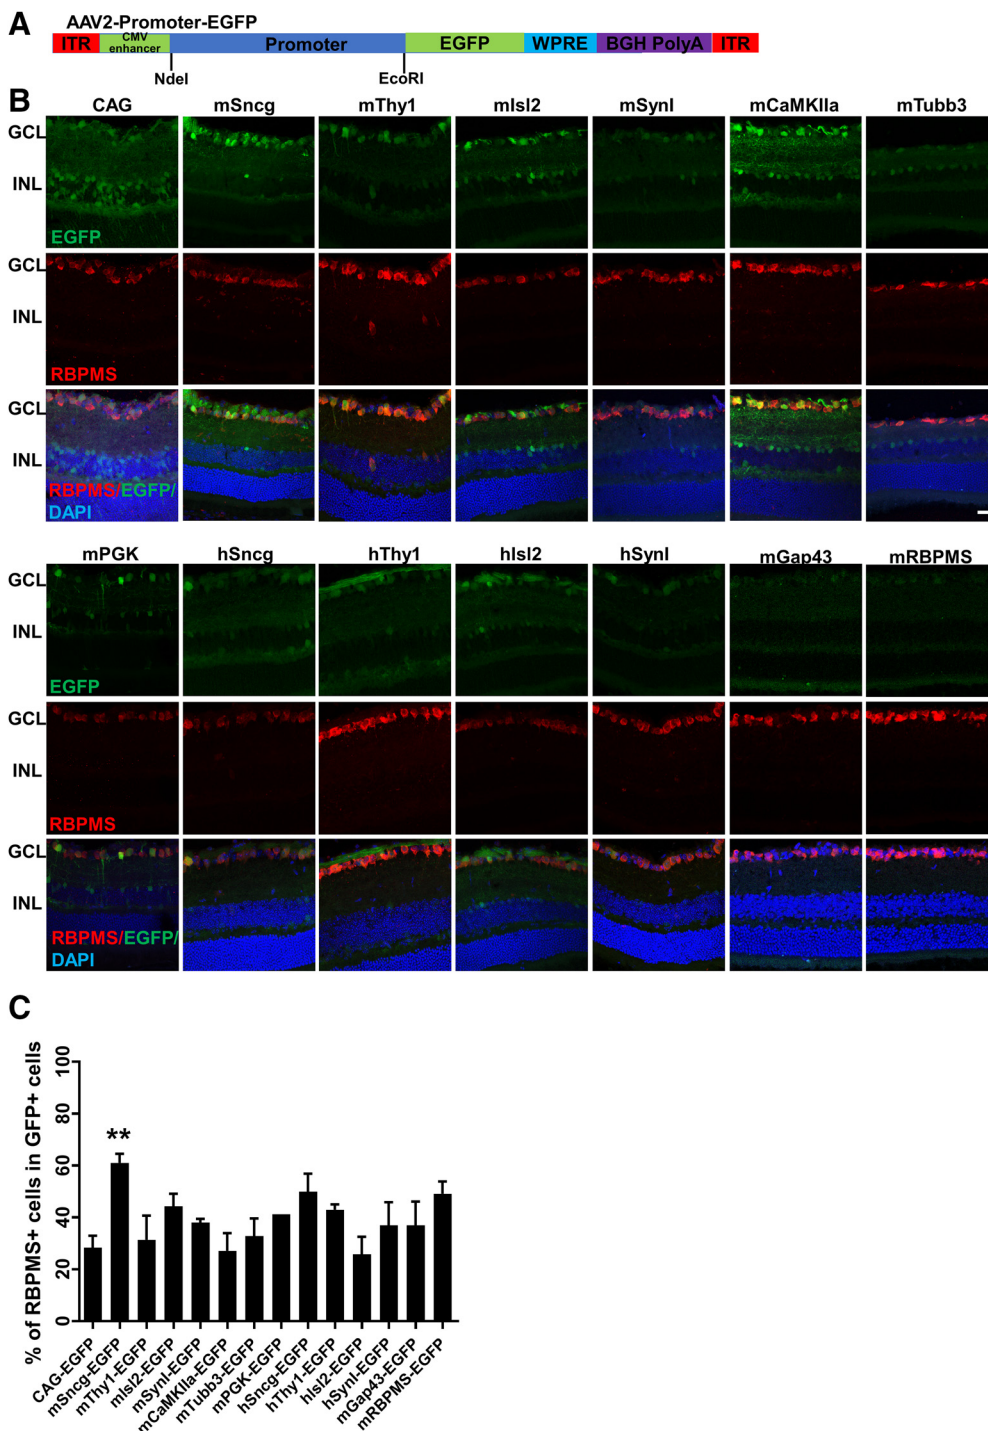 A
AAV2-Promoter-EGFP
ITR CMV enhancer Promoter EGFP WPRE BGH PolyA ITR
NdeI EcoRI
B
CAG mSncg mThy1 mIsl2 mSynI mCaMKIIa mTubb3
GCL
INL
EGFP
GCL
INL
RBPMS
GCL
INL
RBPMS/EGFP/
DAPI
mPGK hSncg hThy1 hIsl2 hSynI mGap43 mRBPMS
GCL
INL
EGFP
GCL
INL
RBPMS
GCL
INL
RBPMS/EGFP/
DAPI
C
% of RBPMS+ cells in GFP+ cells
100
80
60
40
20
0
**
CAG-EGFP
mSncg-EGFP
mThy1-EGFP
mIsl2-EGFP
mSynI-EGFP
mCaMKIIa-EGFP
mTubb3-EGFP
mPGK-EGFP
hSncg-EGFP
hThy1-EGFP
hIsl2-EGFP
hSynI-EGFP
mGap43-EGFP
mRBPMS-EGFP